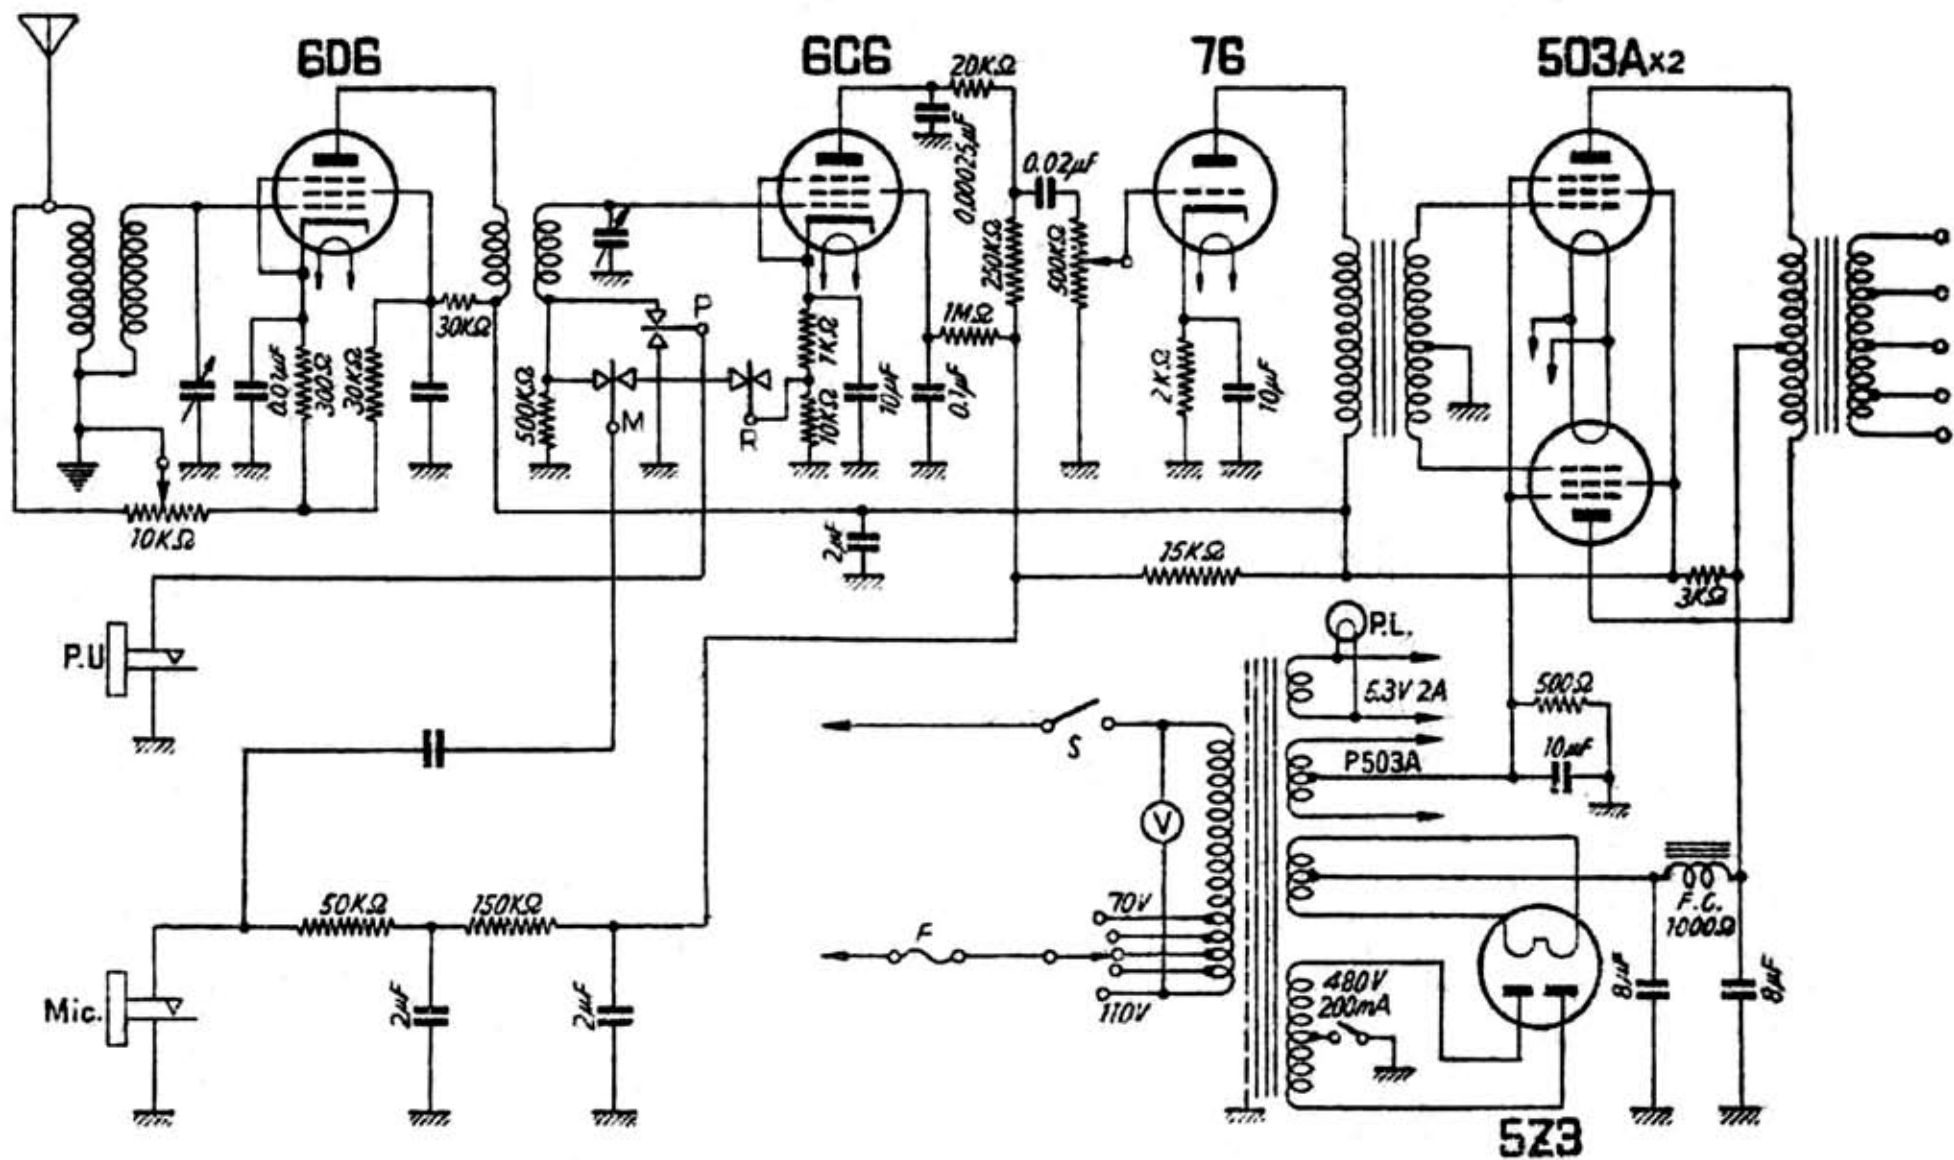 6D6
6C6
76
503A×2
20KΩ
0.00025μF
0.02μF
250KΩ
500KΩ
30KΩ
1MΩ
P
0.01μF
300Ω
30KΩ
500KΩ
M
R
1KΩ
10KΩ
10μF
0.1μF
2KΩ
10μF
10KΩ
2μF
15KΩ
3KΩ
P.U
P.L.
6.3V 2A
500Ω
S
P503A
10μF
V
F.C.
1000Ω
50KΩ
150KΩ
70V
F
110V
480V
200mA
8μF
8μF
Mic.
2μF
2μF
5Z3